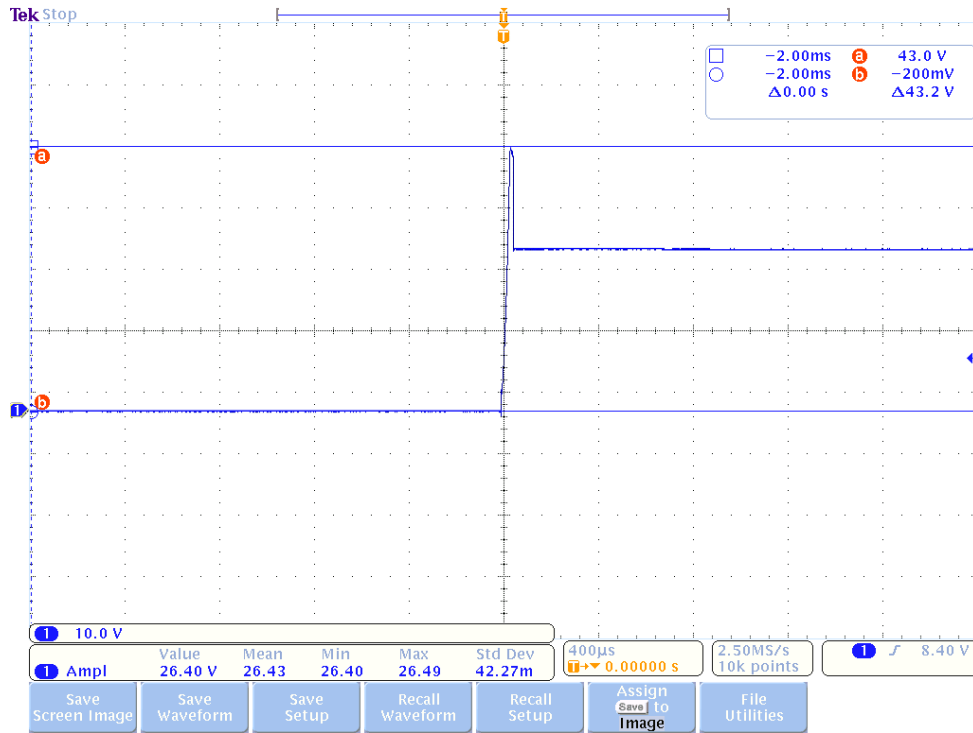 Tek Stop
T
T
-2.00ms a 43.0 V
-2.00ms b -200mV
Δ0.00 s Δ43.2 V
a
b
1
1 10.0 V
Value Mean Min Max Std Dev
1 Ampl 26.40 V 26.43 26.40 26.49 42.27m
400µs
T→▼ 0.00000 s
2.50MS/s
10k points
1 8.40 V
Save
Screen Image
Save
Waveform
Save
Setup
Recall
Waveform
Recall
Setup
Assign
Save to
Image
File
Utilities